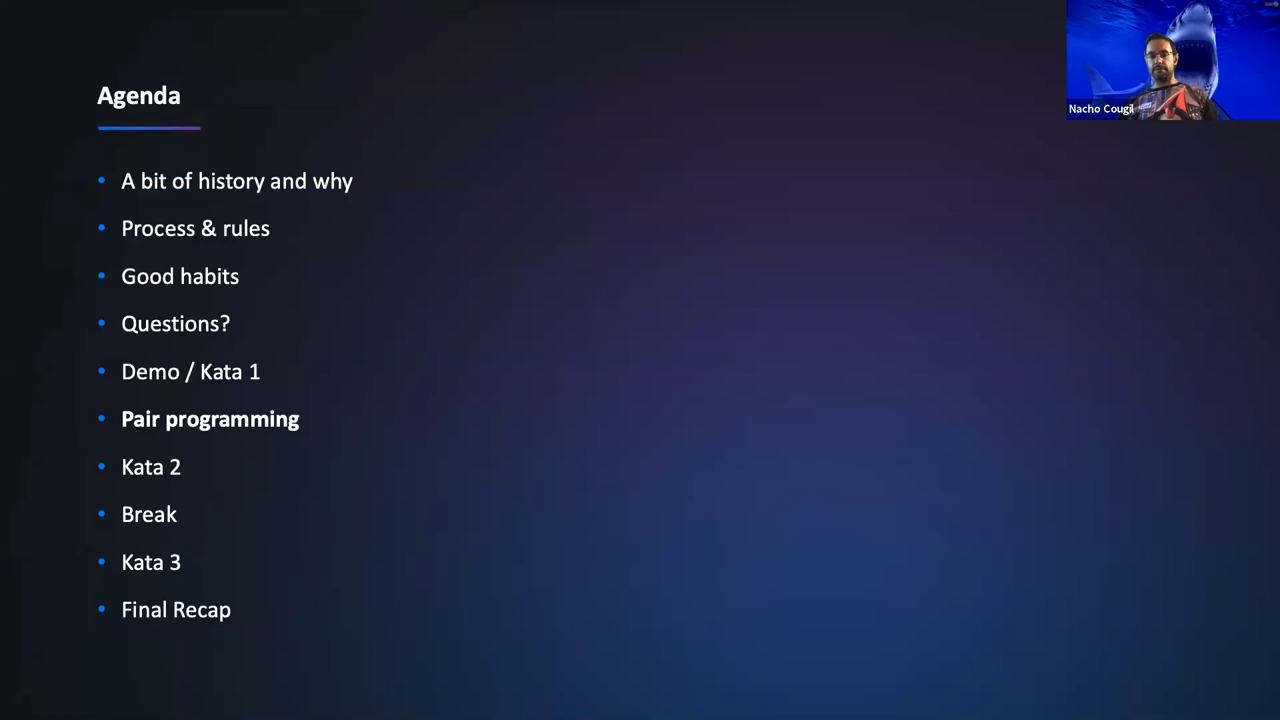 Agenda
A bit of history and why
Process & rules
Good habits
Questions?
Demo / Kata 1
Pair programming
Kata 2
Break
Kata 3
Final Recap
Nacho Cougil